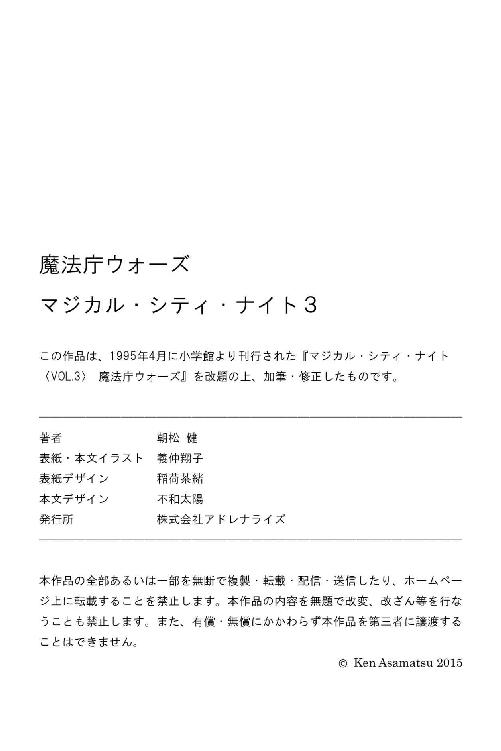 魔法庁ウォーズ
マジカル・シティ・ナイト３
この作品は、1995年4月に小学館より刊行された『マジカル・シティ・ナイト
〈VOL.3〉 魔法庁ウォーズ』を改題の上、加筆・修正したものです。
著者 朝松 健
表紙・本文イラスト 義仲翔子
表紙デザイン 稲荷茶緒
本文デザイン 不和太陽
発行所 株式会社アドレナライズ
本作品の全部あるいは一部を無断で複製・転載・配信・送信したり、ホームペー
ジ上に転載することを禁止します。本作品の内容を無題で改変、改ざん等を行な
うことも禁止します。また、有償・無償にかかわらず本作品を第三者に譲渡する
ことはできません。
© Ken Asamatsu 2015